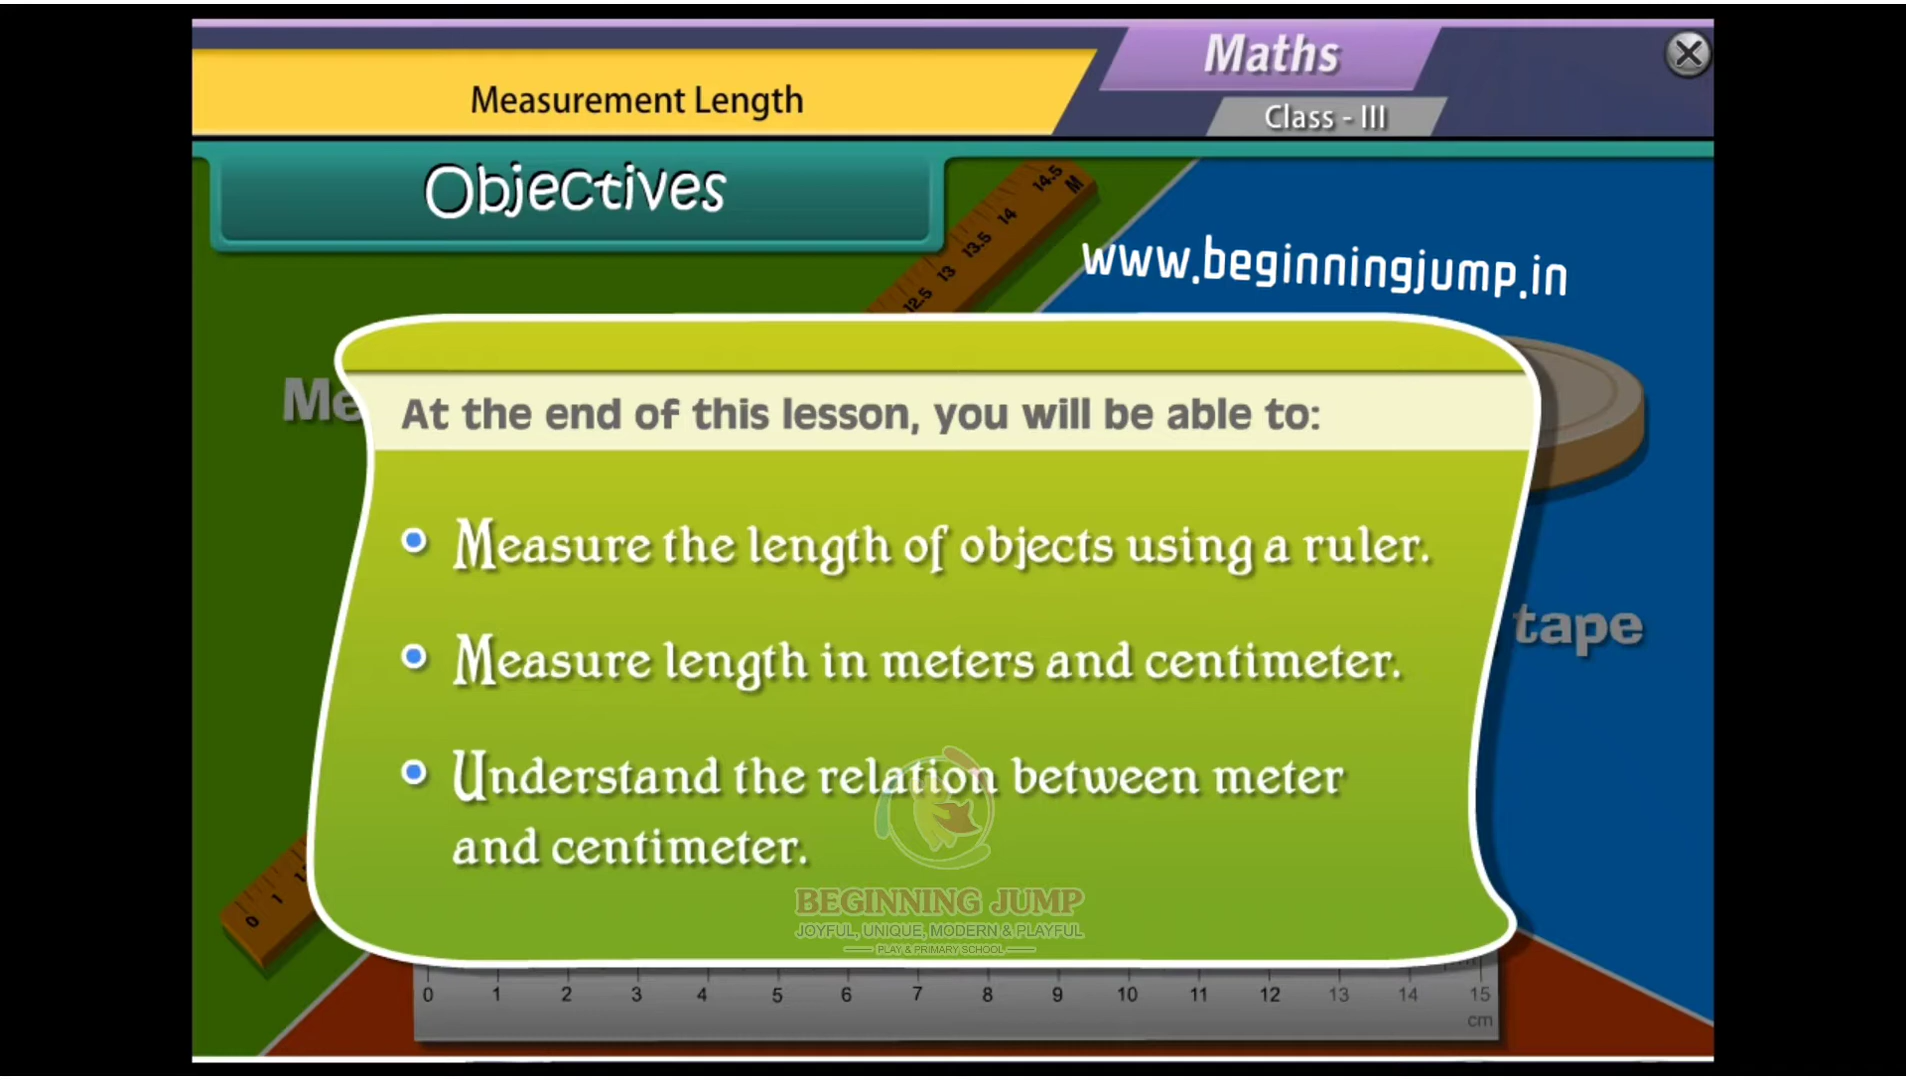 Maths
Measurement Length
Class - III
Objectives
14.5 M
14
13.5
13
12.5
www.beginningjump.in
Me
At the end of this lesson, you will be able to:
Measure the length of objects using a ruler.
tape
Measure length in meters and centimeter.
Understand the relation between meter
and centimeter.
0 1
BEGINNING JUMP
JOYFUL, UNIQUE, MODERN & PLAYFUL
PLAY & PRIMARY SCHOOL
0 1 2 3 4 5 6 7 8 9 10 11 12 13 14 15
cm